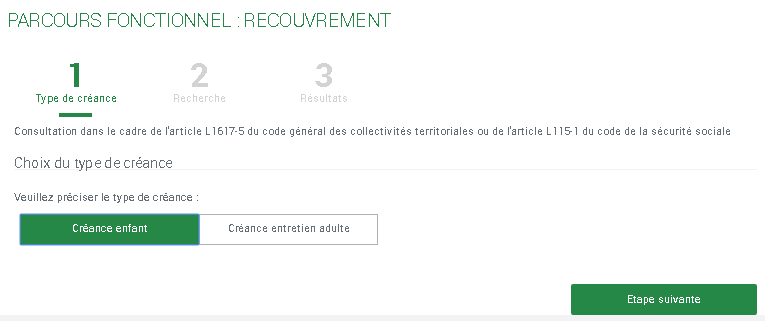 PARCOURS FONCTIONNEL : RECOUVREMENT
1 2 3
Type de créance Recherche Résultats
Consultation dans le cadre de l'article L1617-5 du code général des collectivités territoriales ou de l'article L115-1 du code de la sécurité sociale
Choix du type de créance
Veuillez préciser le type de créance :
Créance enfant Créance entretien adulte
Etape suivante